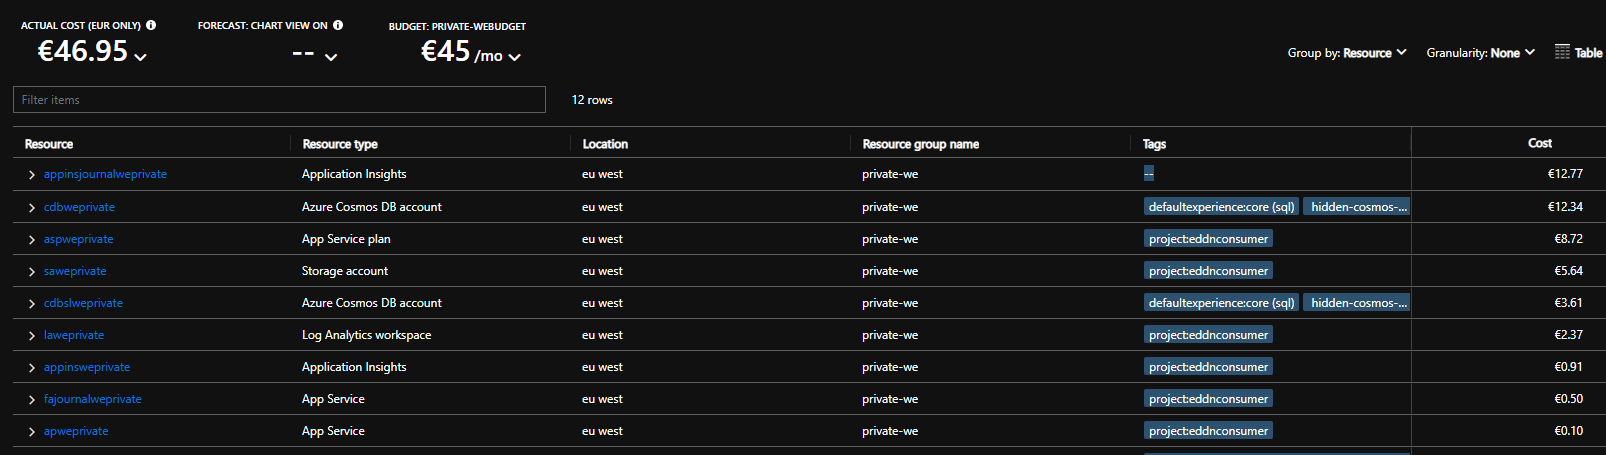 ACTUAL COST (EUR ONLY) FORECAST: CHART VIEW ON BUDGET: PRIVATE-WEBUDGET
€46.95 -- €45 /mo
Group by: Resource Granularity: None Table
Filter items 12 rows
Resource Resource type Location Resource group name Tags Cost
appinsjournalweprivate Application Insights eu west private-we -- €12.77
cdbweprivate Azure Cosmos DB account eu west private-we defaultexperience:core (sql) hidden-cosmos-... €12.34
aspweprivate App Service plan eu west private-we project:eddnconsumer €8.72
saweprivate Storage account eu west private-we project:eddnconsumer €5.64
cdbslweprivate Azure Cosmos DB account eu west private-we defaultexperience:core (sql) hidden-cosmos-... €3.61
laweprivate Log Analytics workspace eu west private-we project:eddnconsumer €2.37
appinsweprivate Application Insights eu west private-we project:eddnconsumer €0.91
fajournalweprivate App Service eu west private-we project:eddnconsumer €0.50
apweprivate App Service eu west private-we project:eddnconsumer €0.10